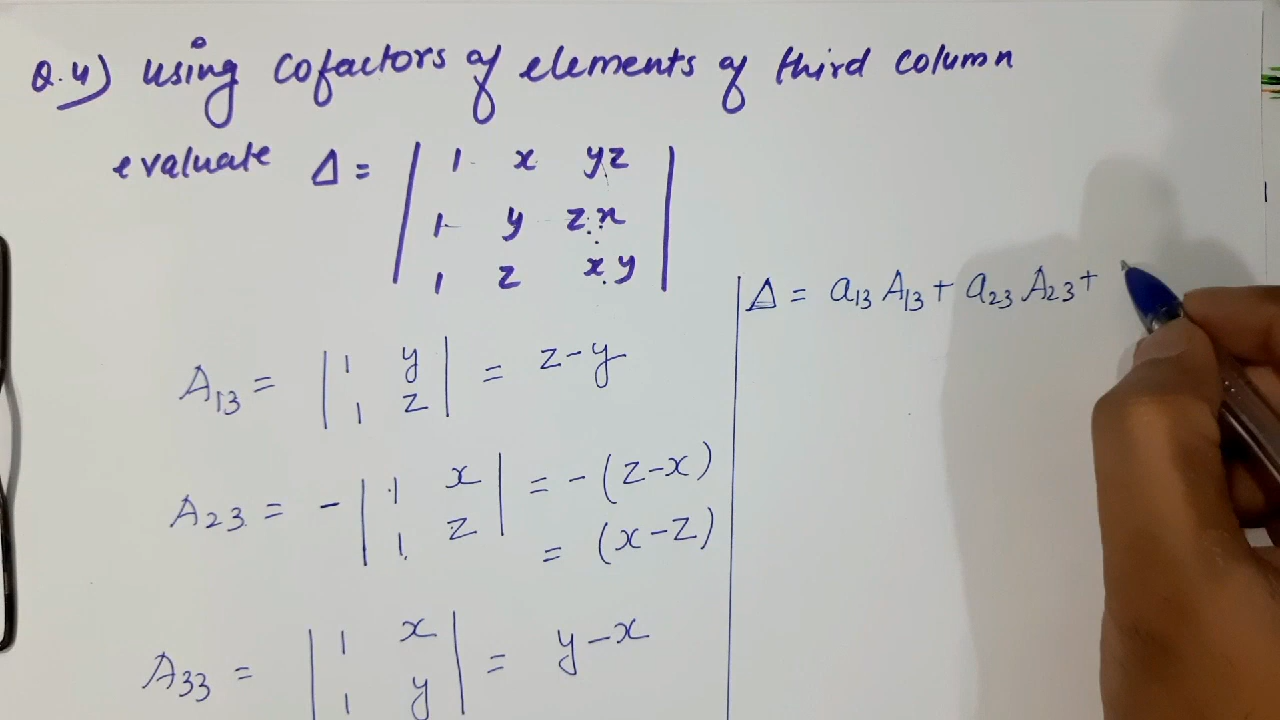 Q.4) using cofactors of elements of third column
evaluate Δ = | 1 x yz |
| 1 y zx |
| 1 z xy |
Δ = a13 A13 + a23 A23 +
A13 = | 1 y | = z-y
| 1 z |
A23 = - | 1 x | = -(z-x)
| 1 z | = (x-z)
A33 = | 1 x | = y-x
| 1 y |